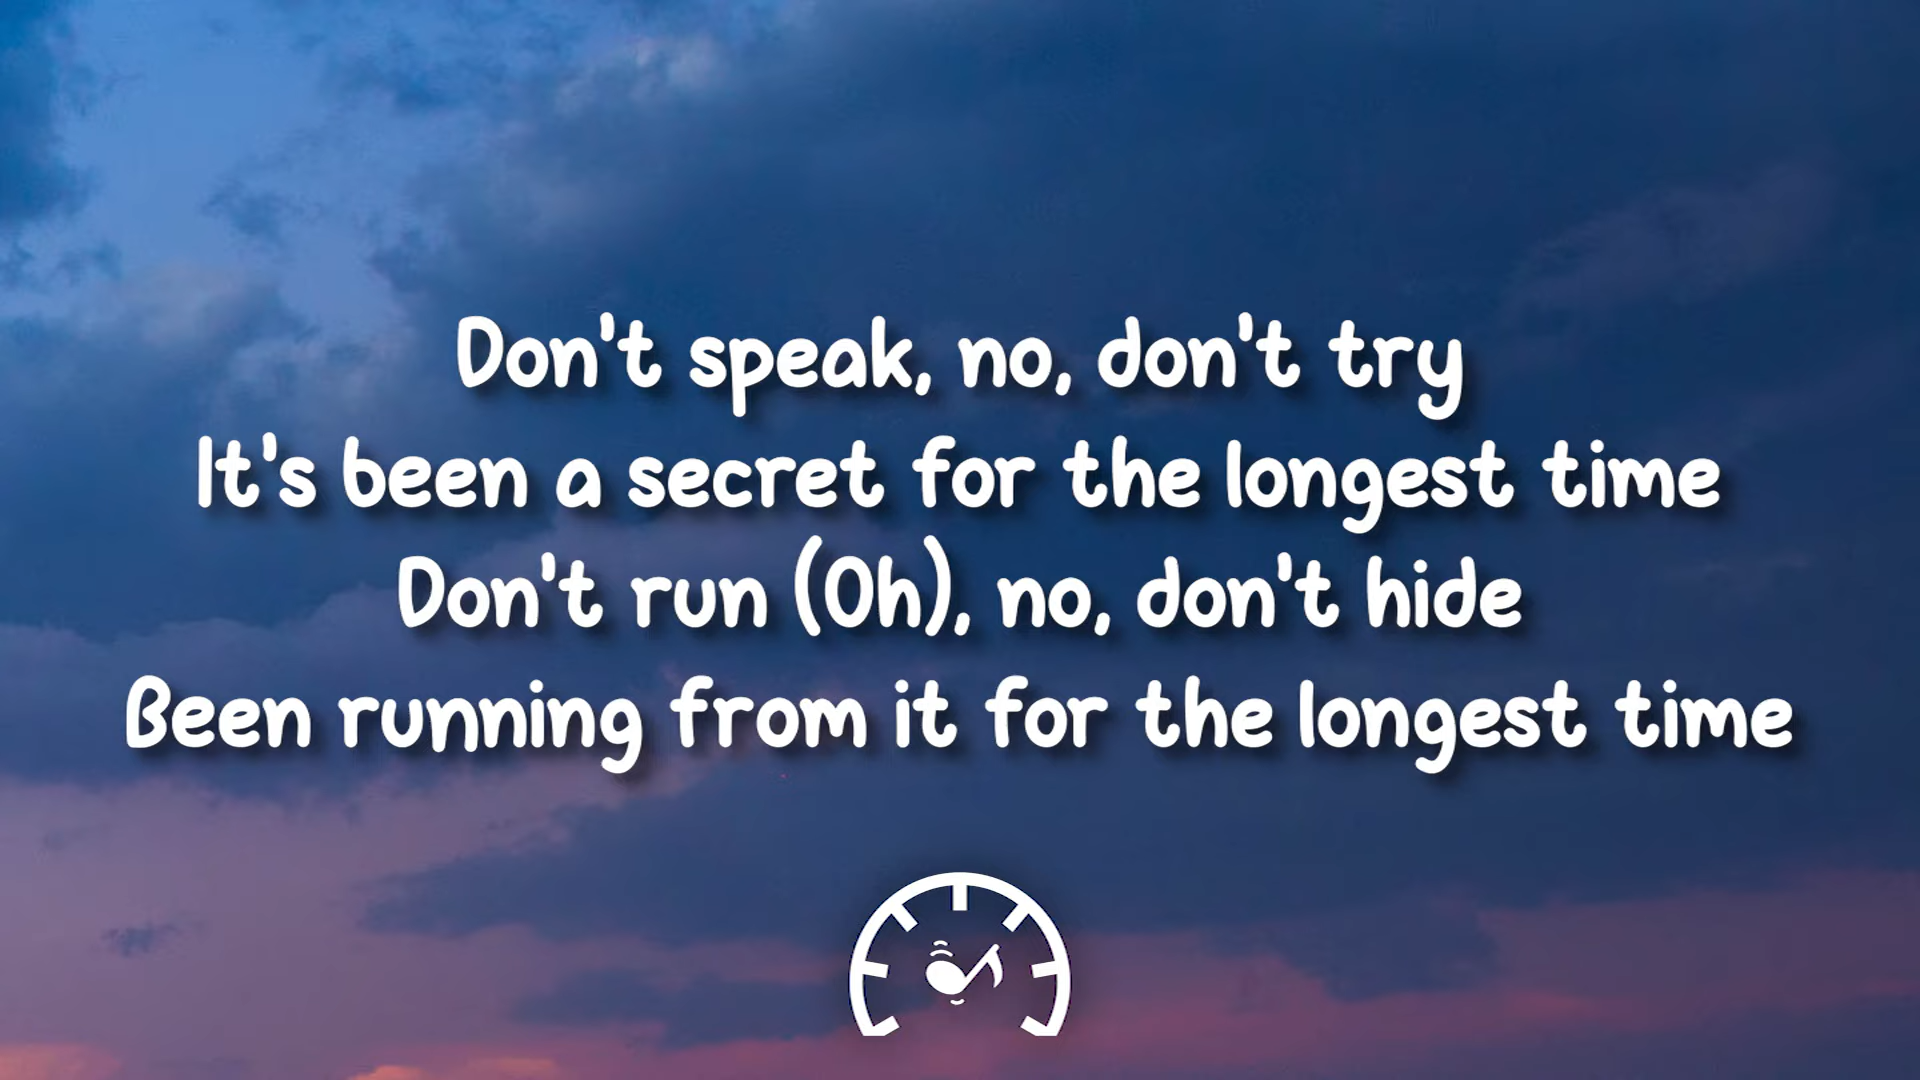 Don't speak, no, don't try
It's been a secret for the longest time
Don't run (Oh), no, don't hide
Been running from it for the longest time